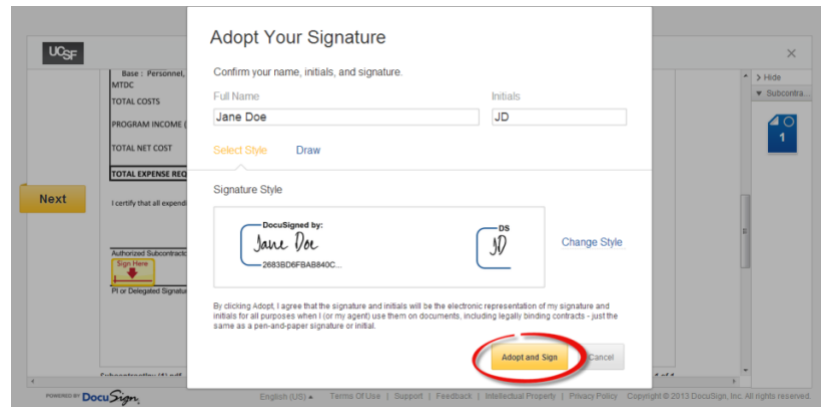 Adopt Your Signature
UCSF
Confirm your name, initials, and signature.
Full Name
Initials
Jane Doe
JD
Select Style
Draw
Signature Style
DocuSigned by:
Jane Doe
2683BD6FBAB840C...
DS
JD
Change Style
By clicking Adopt, I agree that the signature and initials will be the electronic representation of my signature and
initials for all purposes when I (or my agent) use them on documents, including legally binding contracts - just the
same as a pen-and-paper signature or initial.
Adopt and Sign
Cancel
Base : Personnel,
MTDC
TOTAL COSTS
PROGRAM INCOME (
TOTAL NET COST
TOTAL EXPENSE REQ
Next
I certify that all expendi
Authorized Subcontract
Sign Here
PI or Delegated Signatur
Hide
Subcontra...
1
POWERED BY DocuSign
English (US)
Terms Of Use | Support | Feedback | Intellectual Property | Privacy Policy
Copyright © 2013 DocuSign, Inc. All rights reserved.